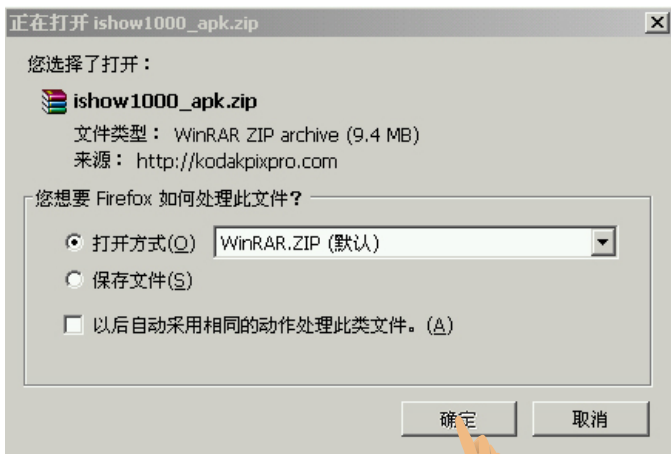 正在打开 ishow1000_apk.zip
您选择了打开：
ishow1000_apk.zip
文件类型： WinRAR ZIP archive (9.4 MB)
来源： http://kodakpixpro.com
您想要 Firefox 如何处理此文件?
打开方式(O) WinRAR.ZIP (默认)
保存文件(S)
以后自动采用相同的动作处理此类文件。(A)
确定 取消